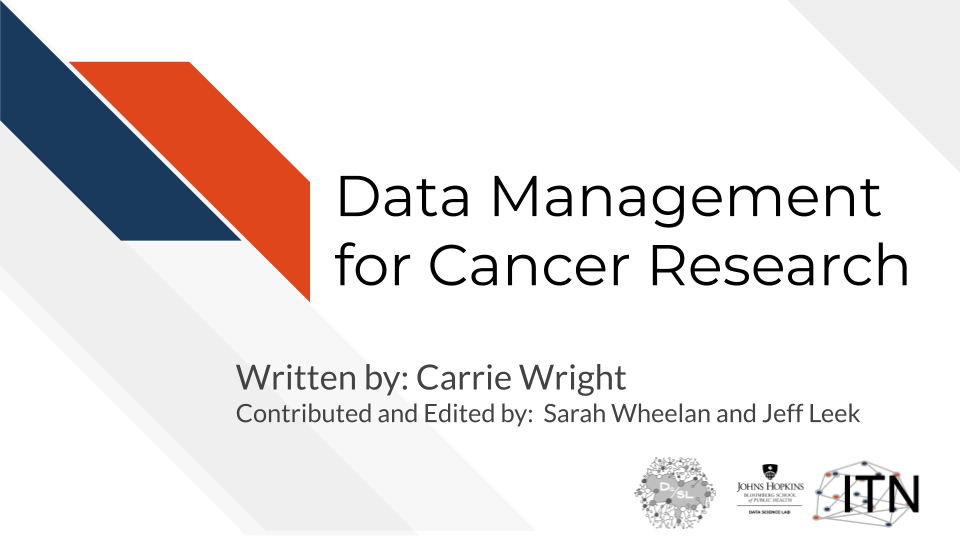 Data Management
for Cancer Research
Written by: Carrie Wright
Contributed and Edited by: Sarah Wheelan and Jeff Leek
DaSL
JOHNS HOPKINS
BLOOMBERG SCHOOL
of PUBLIC HEALTH
DATA SCIENCE LAB
ITN